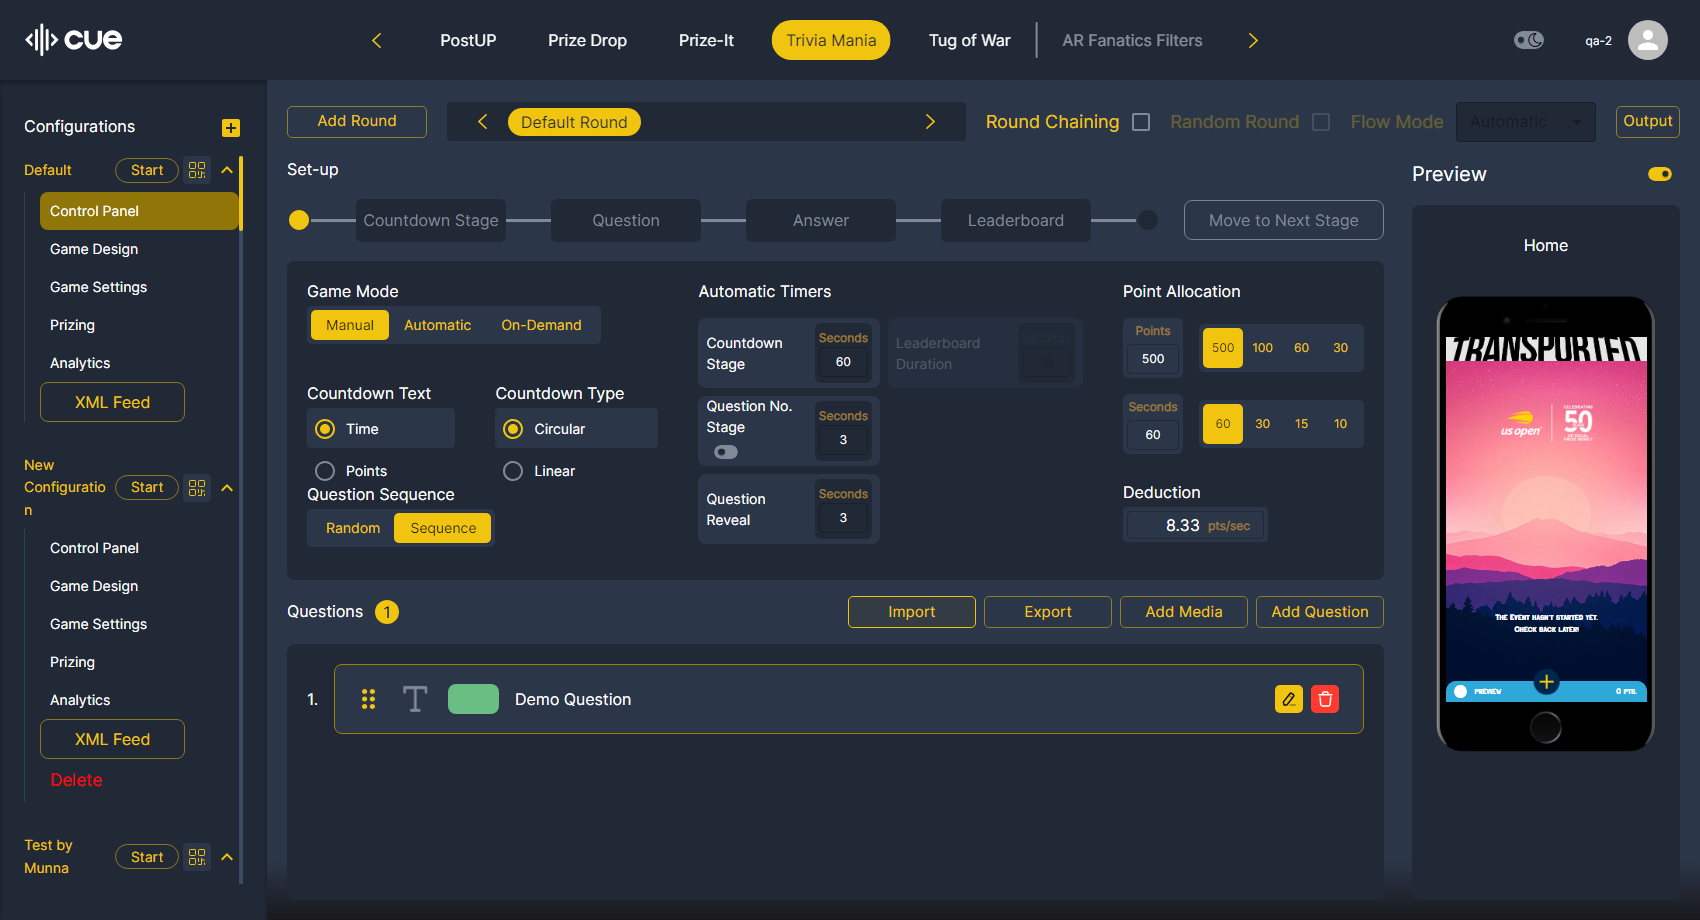 cue
PostUP
Prize Drop
Prize-It
Trivia Mania
Tug of War
AR Fanatics Filters
qa-2
Configurations
Default
Start
Control Panel
Game Design
Game Settings
Prizing
Analytics
XML Feed
New
Configuratio
n
Start
Control Panel
Game Design
Game Settings
Prizing
Analytics
XML Feed
Delete
Test by
Munna
Start
Add Round
Default Round
Round Chaining
Random Round
Flow Mode
Automatic
Output
Set-up
Countdown Stage
Question
Answer
Leaderboard
Move to Next Stage
Game Mode
Manual
Automatic
On-Demand
Countdown Text
Time
Points
Countdown Type
Circular
Linear
Question Sequence
Random
Sequence
Automatic Timers
Countdown
Stage
Seconds
60
Leaderboard
Duration
Seconds
10
Question No.
Stage
Seconds
3
Question
Reveal
Seconds
3
Point Allocation
Points
500
500
100
60
30
Seconds
60
60
30
15
10
Deduction
8.33 pts/sec
Questions 1
Import
Export
Add Media
Add Question
1.
T
Demo Question
Preview
Home
TRANSPORTED
us open
CELEBRATING
50
The Event hasn't started yet.
Check back later!
PREVIEW
0 PTS.